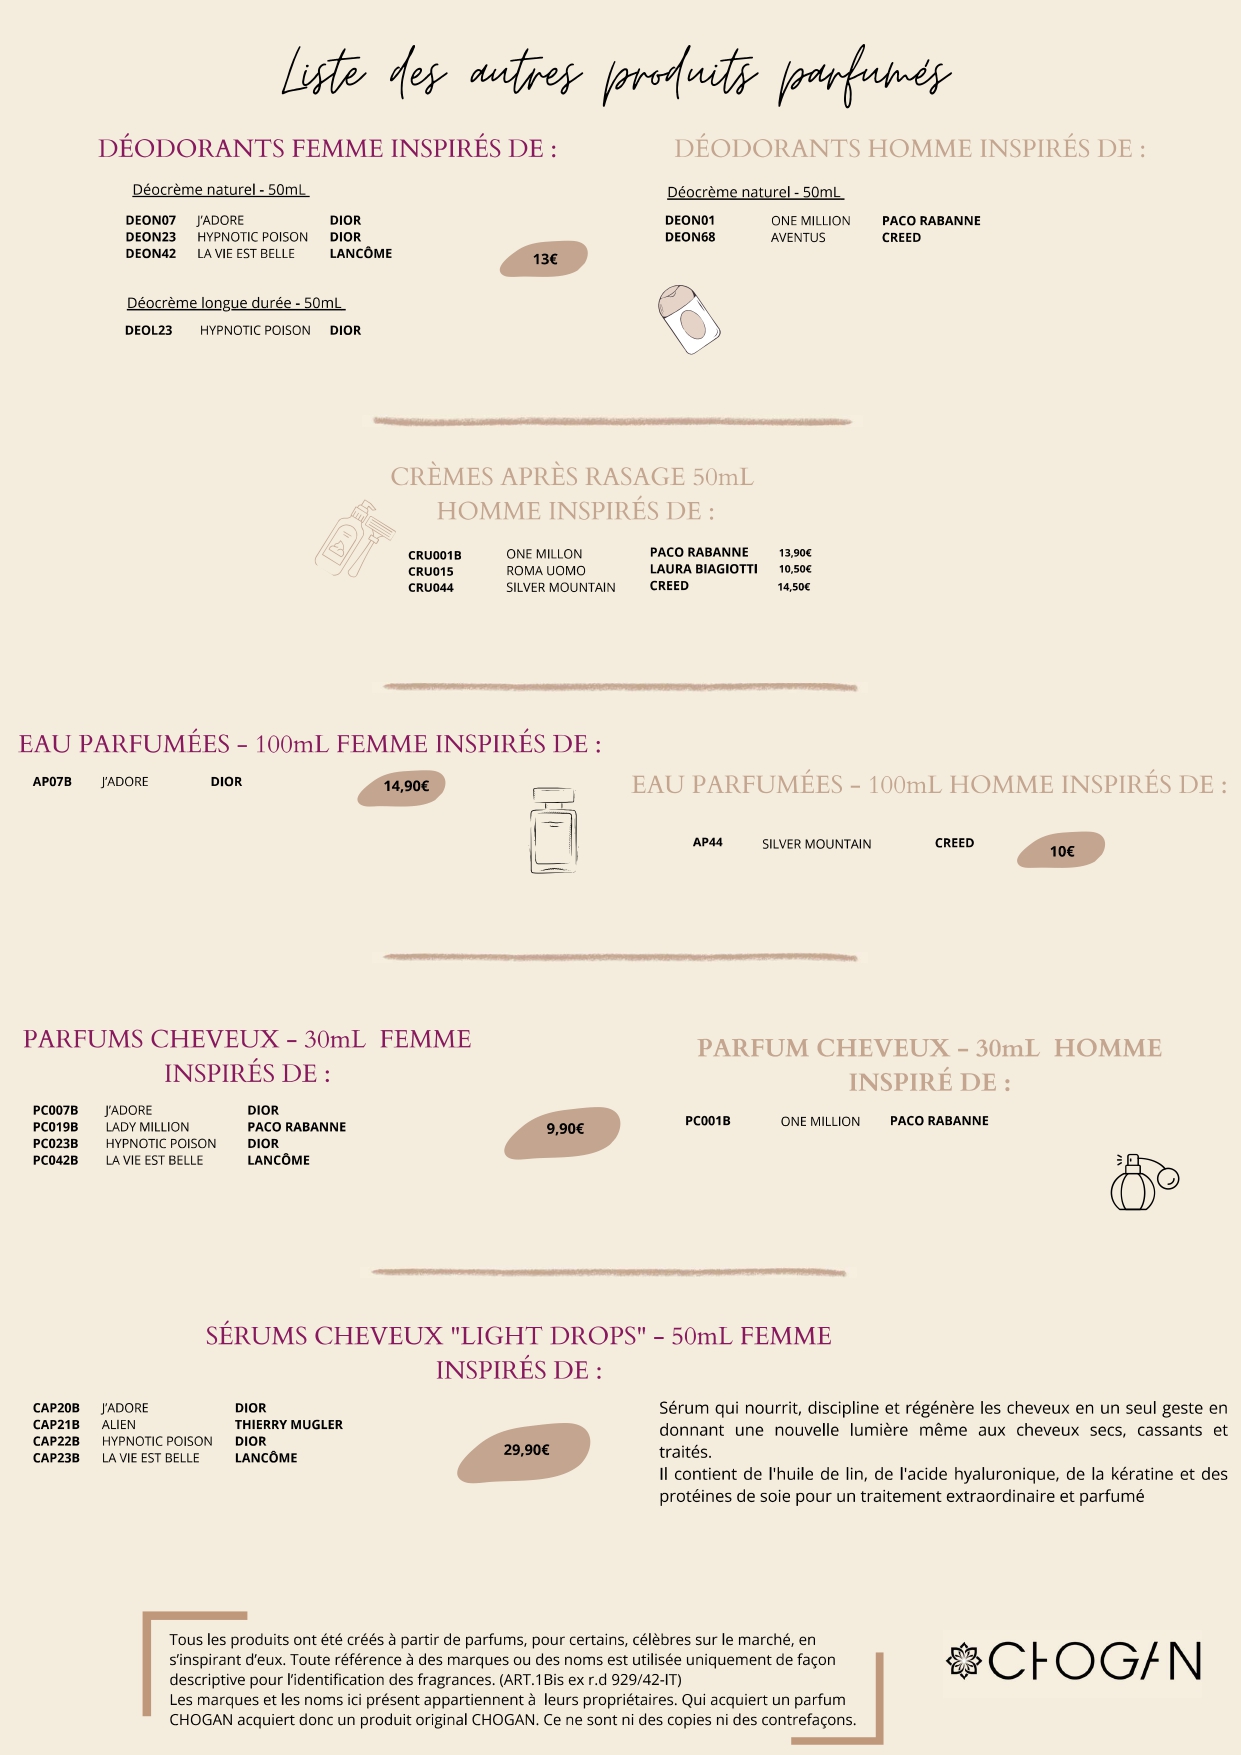 Liste des autres produits parfumés
DÉODORANTS FEMME INSPIRÉS DE :
Déocrème naturel - 50mL
DEON07 J'ADORE DIOR
DEON23 HYPNOTIC POISON DIOR
DEON42 LA VIE EST BELLE LANCÔME
13€
Déocrème longue durée - 50mL
DEOL23 HYPNOTIC POISON DIOR
DÉODORANTS HOMME INSPIRÉS DE :
Déocrème naturel - 50mL
DEON01 ONE MILLION PACO RABANNE
DEON68 AVENTUS CREED
CRÈMES APRÈS RASAGE 50mL
HOMME INSPIRÉS DE :
CRU001B ONE MILLON PACO RABANNE 13,90€
CRU015 ROMA UOMO LAURA BIAGIOTTI 10,50€
CRU044 SILVER MOUNTAIN CREED 14,50€
EAU PARFUMÉES - 100mL FEMME INSPIRÉS DE :
AP07B J'ADORE DIOR 14,90€
EAU PARFUMÉES - 100mL HOMME INSPIRÉS DE :
AP44 SILVER MOUNTAIN CREED 10€
PARFUMS CHEVEUX - 30mL FEMME
INSPIRÉS DE :
PC007B J'ADORE DIOR
PC019B LADY MILLION PACO RABANNE
PC023B HYPNOTIC POISON DIOR
PC042B LA VIE EST BELLE LANCÔME
9,90€
PARFUM CHEVEUX - 30mL HOMME
INSPIRÉ DE :
PC001B ONE MILLION PACO RABANNE
SÉRUMS CHEVEUX "LIGHT DROPS" - 50mL FEMME
INSPIRÉS DE :
CAP20B J'ADORE DIOR
CAP21B ALIEN THIERRY MUGLER
CAP22B HYPNOTIC POISON DIOR
CAP23B LA VIE EST BELLE LANCÔME
29,90€
Sérum qui nourrit, discipline et régénère les cheveux en un seul geste en
donnant une nouvelle lumière même aux cheveux secs, cassants et
traités.
Il contient de l'huile de lin, de l'acide hyaluronique, de la kératine et des
protéines de soie pour un traitement extraordinaire et parfumé
Tous les produits ont été créés à partir de parfums, pour certains, célèbres sur le marché, en
s'inspirant d'eux. Toute référence à des marques ou des noms est utilisée uniquement de façon
descriptive pour l'identification des fragrances. (ART.1Bis ex r.d 929/42-IT)
Les marques et les noms ici présent appartiennent à leurs propriétaires. Qui acquiert un parfum
CHOGAN acquiert donc un produit original CHOGAN. Ce ne sont ni des copies ni des contrefaçons.
CHOGAN